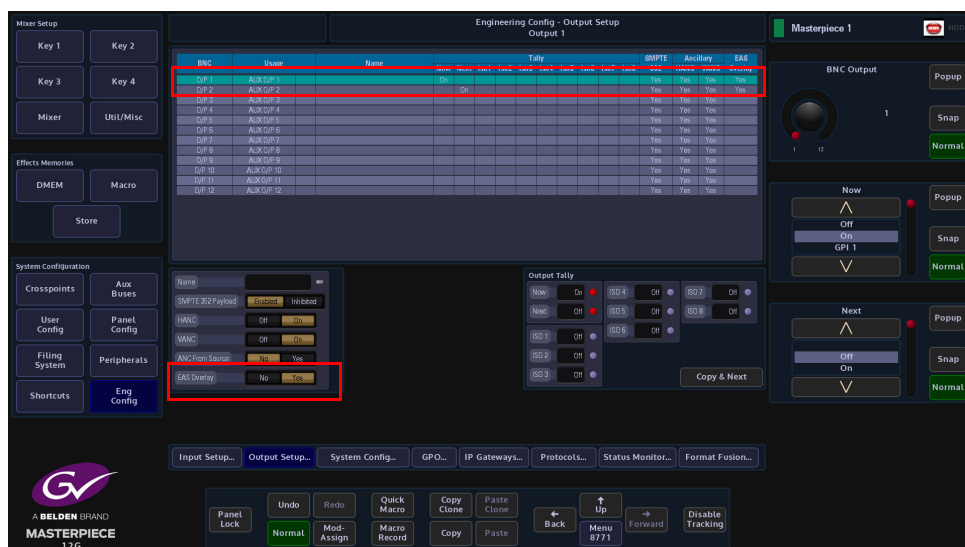 Mixer Setup
Key 1
Key 2
Key 3
Key 4
Mixer
Util/Misc
Effects Memories
DMEM
Macro
Store
System Configuration
Crosspoints
Aux
Buses
User
Config
Panel
Config
Filing
System
Peripherals
Shortcuts
Eng
Config
A BELDEN BRAND
MASTERPIECE
12G
Engineering Config - Output Setup
Output 1
BNC Usage Name Tally SMPTE Ancillary EAS
O/P 1 AUX O/P 1 On Yes Yes Yes Yes
O/P 2 AUX O/P 2 On Yes Yes Yes Yes
O/P 3 AUX O/P 3 Yes Yes Yes
O/P 4 AUX O/P 4 Yes Yes Yes
O/P 5 AUX O/P 5 Yes Yes Yes
O/P 6 AUX O/P 6 Yes Yes Yes
O/P 7 AUX O/P 7 Yes Yes Yes
O/P 8 AUX O/P 8 Yes Yes Yes
O/P 9 AUX O/P 9 Yes Yes Yes
O/P 10 AUX O/P 10 Yes Yes Yes
O/P 11 AUX O/P 11 Yes Yes Yes
O/P 12 AUX O/P 12 Yes Yes Yes
Name
SMPTE 352 Payload Enabled Inhibited
HANC Off On
VANC Off On
ANC From Source No Yes
EAS Overlay No Yes
Output Tally
Now On ISO 4 Off ISO 7 Off
Next Off ISO 5 Off ISO 8 Off
ISO 1 Off ISO 6 Off
ISO 2 Off
ISO 3 Off
Copy & Next
Input Setup... Output Setup... System Config... GPO... IP Gateways... Protocols... Status Monitor... Format Fusion...
Panel
Lock
Undo
Redo
Quick
Macro
Copy
Clone
Paste
Clone
Normal
Mod-
Assign
Macro
Record
Copy
Paste
Back
Up
Menu
8771
Forward
Disable
Tracking
Masterpiece 1
BNC Output
1
1 12
Popup
Snap
Normal
Now
Off
On
GPI 1
Popup
Snap
Normal
Next
Off
On
Popup
Snap
Normal